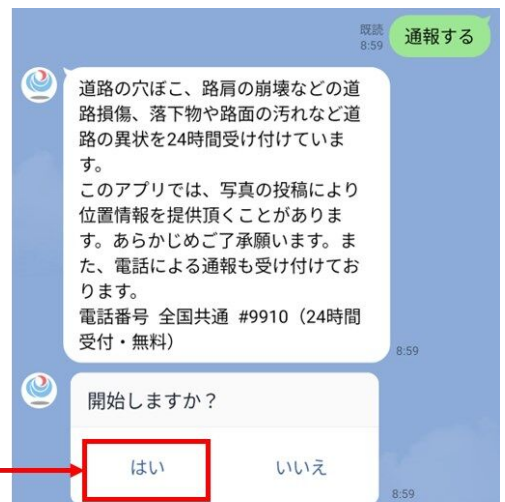 通報する
既読
8:59
道路の穴ぼこ、路肩の崩壊などの道
路損傷、落下物や路面の汚れなど道
路の異状を24時間受け付けていま
す。
このアプリでは、写真の投稿により
位置情報を提供頂くことがありま
す。あらかじめご了承願います。ま
た、電話による通報も受け付けてお
ります。
電話番号 全国共通 #9910（24時間
受付・無料）
8:59
開始しますか？
はい
いいえ
8:59